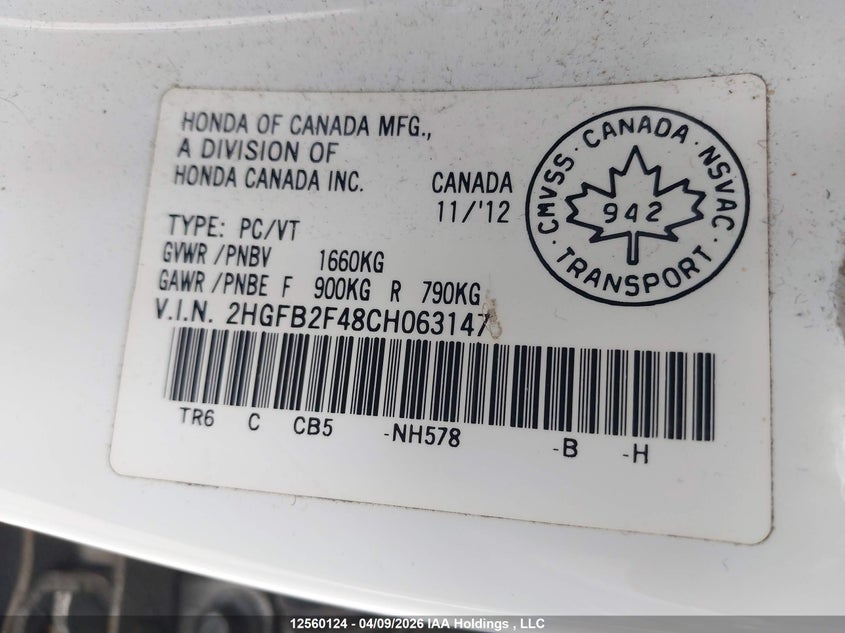 HONDA OF CANADA MFG.,
A DIVISION OF
HONDA CANADA INC.
CANADA
11/'12
TYPE: PC/VT
GVWR/PNBV 1660KG
GAWR/PNBE F 900KG R 790KG
V.I.N. 2HGFB2F48CH063147
CMVSS · CANADA · NSVAC
942
TRANSPORT
TR6 C CB5 -NH578 -B -H
12560124 - 04/09/2026 IAA Holdings , LLC